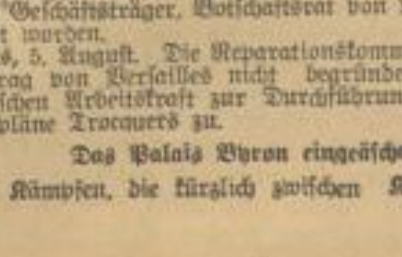 Geschäftsträger, Botschaftsrat von
t worden.
s, 5. August. Die Reparationskomm
rag von Versailles nicht begründe
schen Arbeitskraft zur Durchführun
pläne Trocquers zu.
Das Palais Byron eingeäsche
Kämpfen, die kürzlich zwischen K